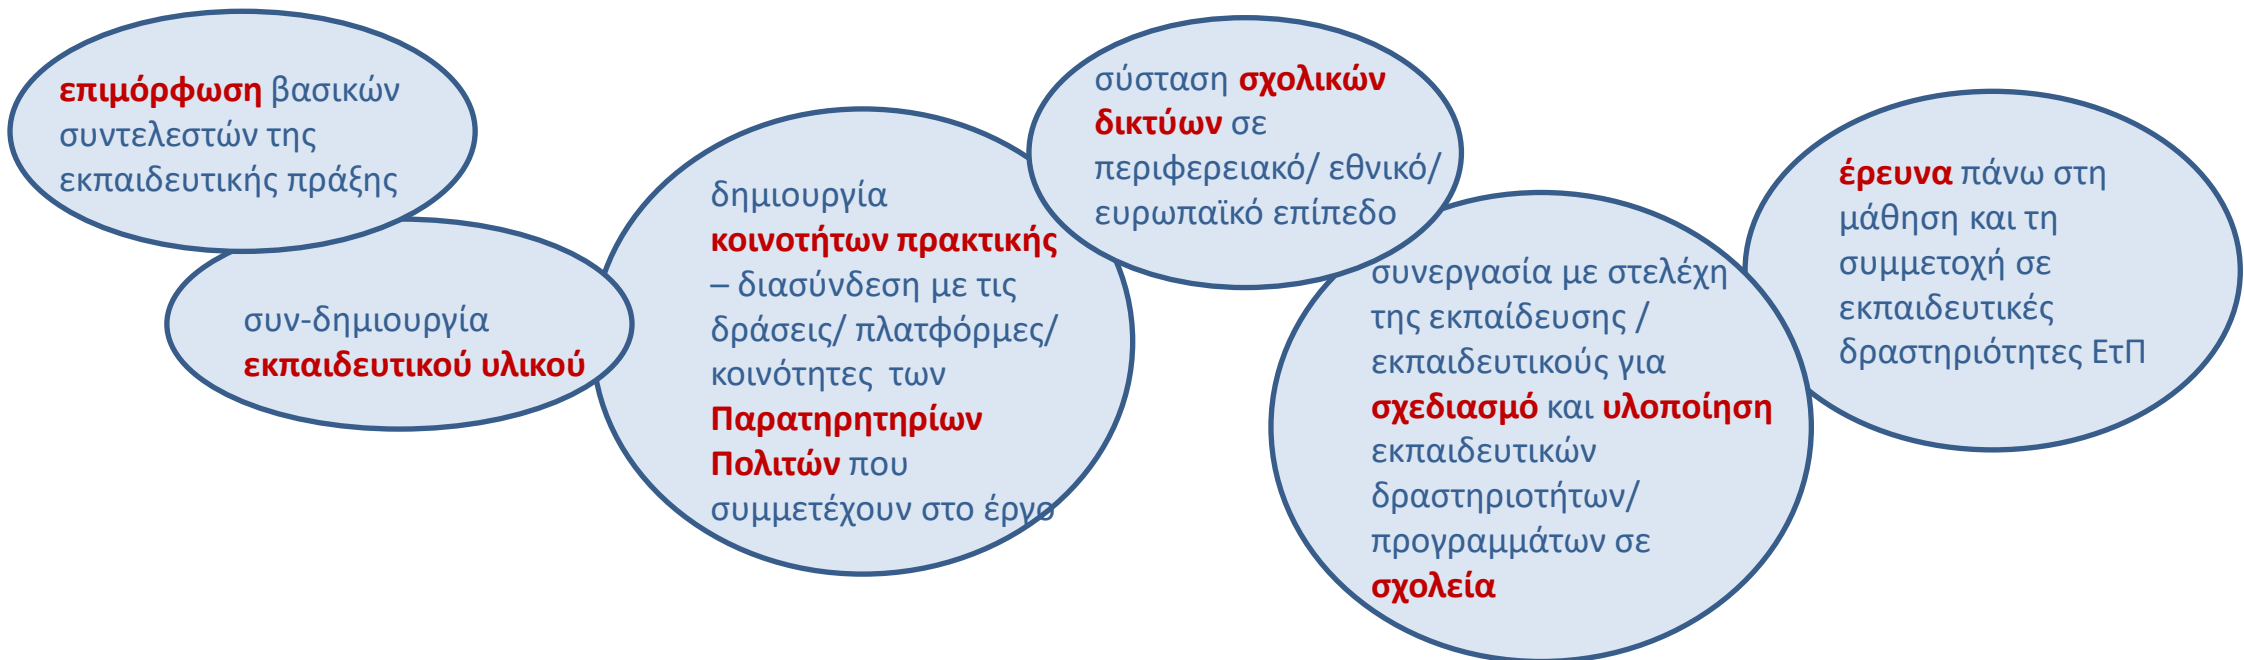 επιμόρφωση βασικών
συντελεστών της
εκπαιδευτικής πράξης
συν-δημιουργία
εκπαιδευτικού υλικού
δημιουργία
κοινοτήτων πρακτικής
– διασύνδεση με τις
δράσεις/ πλατφόρμες/
κοινότητες των
Παρατηρητηρίων
Πολιτών που
συμμετέχουν στο έργο
σύσταση σχολικών
δικτύων σε
περιφερειακό/ εθνικό/
ευρωπαϊκό επίπεδο
συνεργασία με στελέχη
της εκπαίδευσης /
εκπαιδευτικούς για
σχεδιασμό και υλοποίηση
εκπαιδευτικών
δραστηριοτήτων/
προγραμμάτων σε
σχολεία
έρευνα πάνω στη
μάθηση και τη
συμμετοχή σε
εκπαιδευτικές
δραστηριότητες ΕτΠ